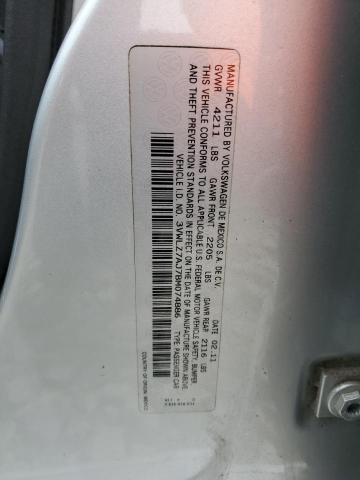 MANUFACTURED BY VOLKSWAGEN DE MEXICO S.A. DE C.V.
GVWR 4211 LBS GAWR FRONT 2205 LBS GAWR REAR 2116 LBS DATE 02.11
THIS VEHICLE CONFORMS TO ALL APPLICABLE U.S. FEDERAL MOTOR VEHICLE SAFETY, BUMPER
AND THEFT PREVENTION STANDARDS IN EFFECT ON THE DATE OF MANUFACTURE SHOWN ABOVE.
V.I.N.: 3VWLZ7AJ7BM074886 TYPE: PASSENGER CAR
COUNTRY OF ORIGIN: MEXICO